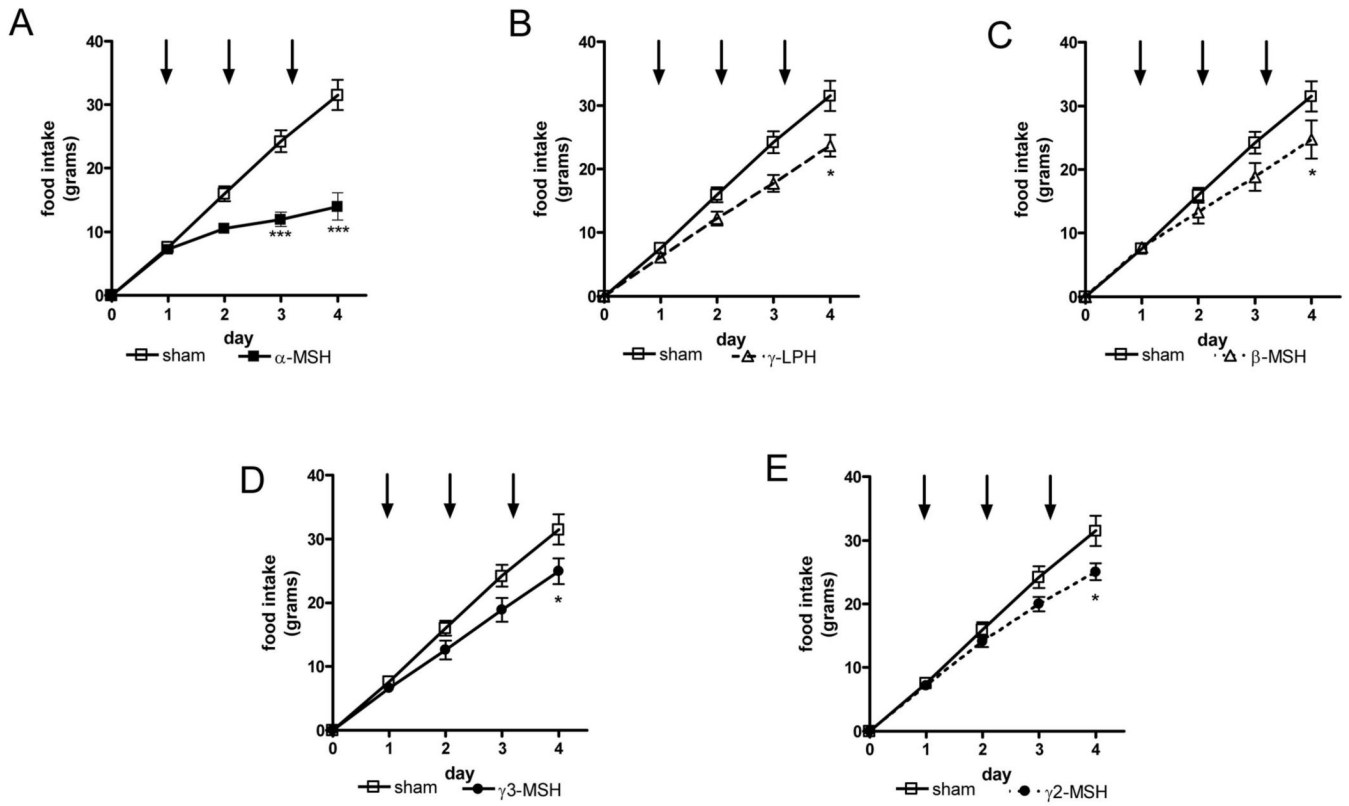 A
40
30
20
10
0
food intake
(grams)
***
***
0 1 2 3 4
day
sham α-MSH
B
40
30
20
10
0
food intake
(grams)
*
0 1 2 3 4
day
sham γ-LPH
C
40
30
20
10
0
food intake
(grams)
*
0 1 2 3 4
day
sham β-MSH
D
40
30
20
10
0
food intake
(grams)
*
0 1 2 3 4
day
sham γ3-MSH
E
40
30
20
10
0
food intake
(grams)
*
0 1 2 3 4
day
sham γ2-MSH